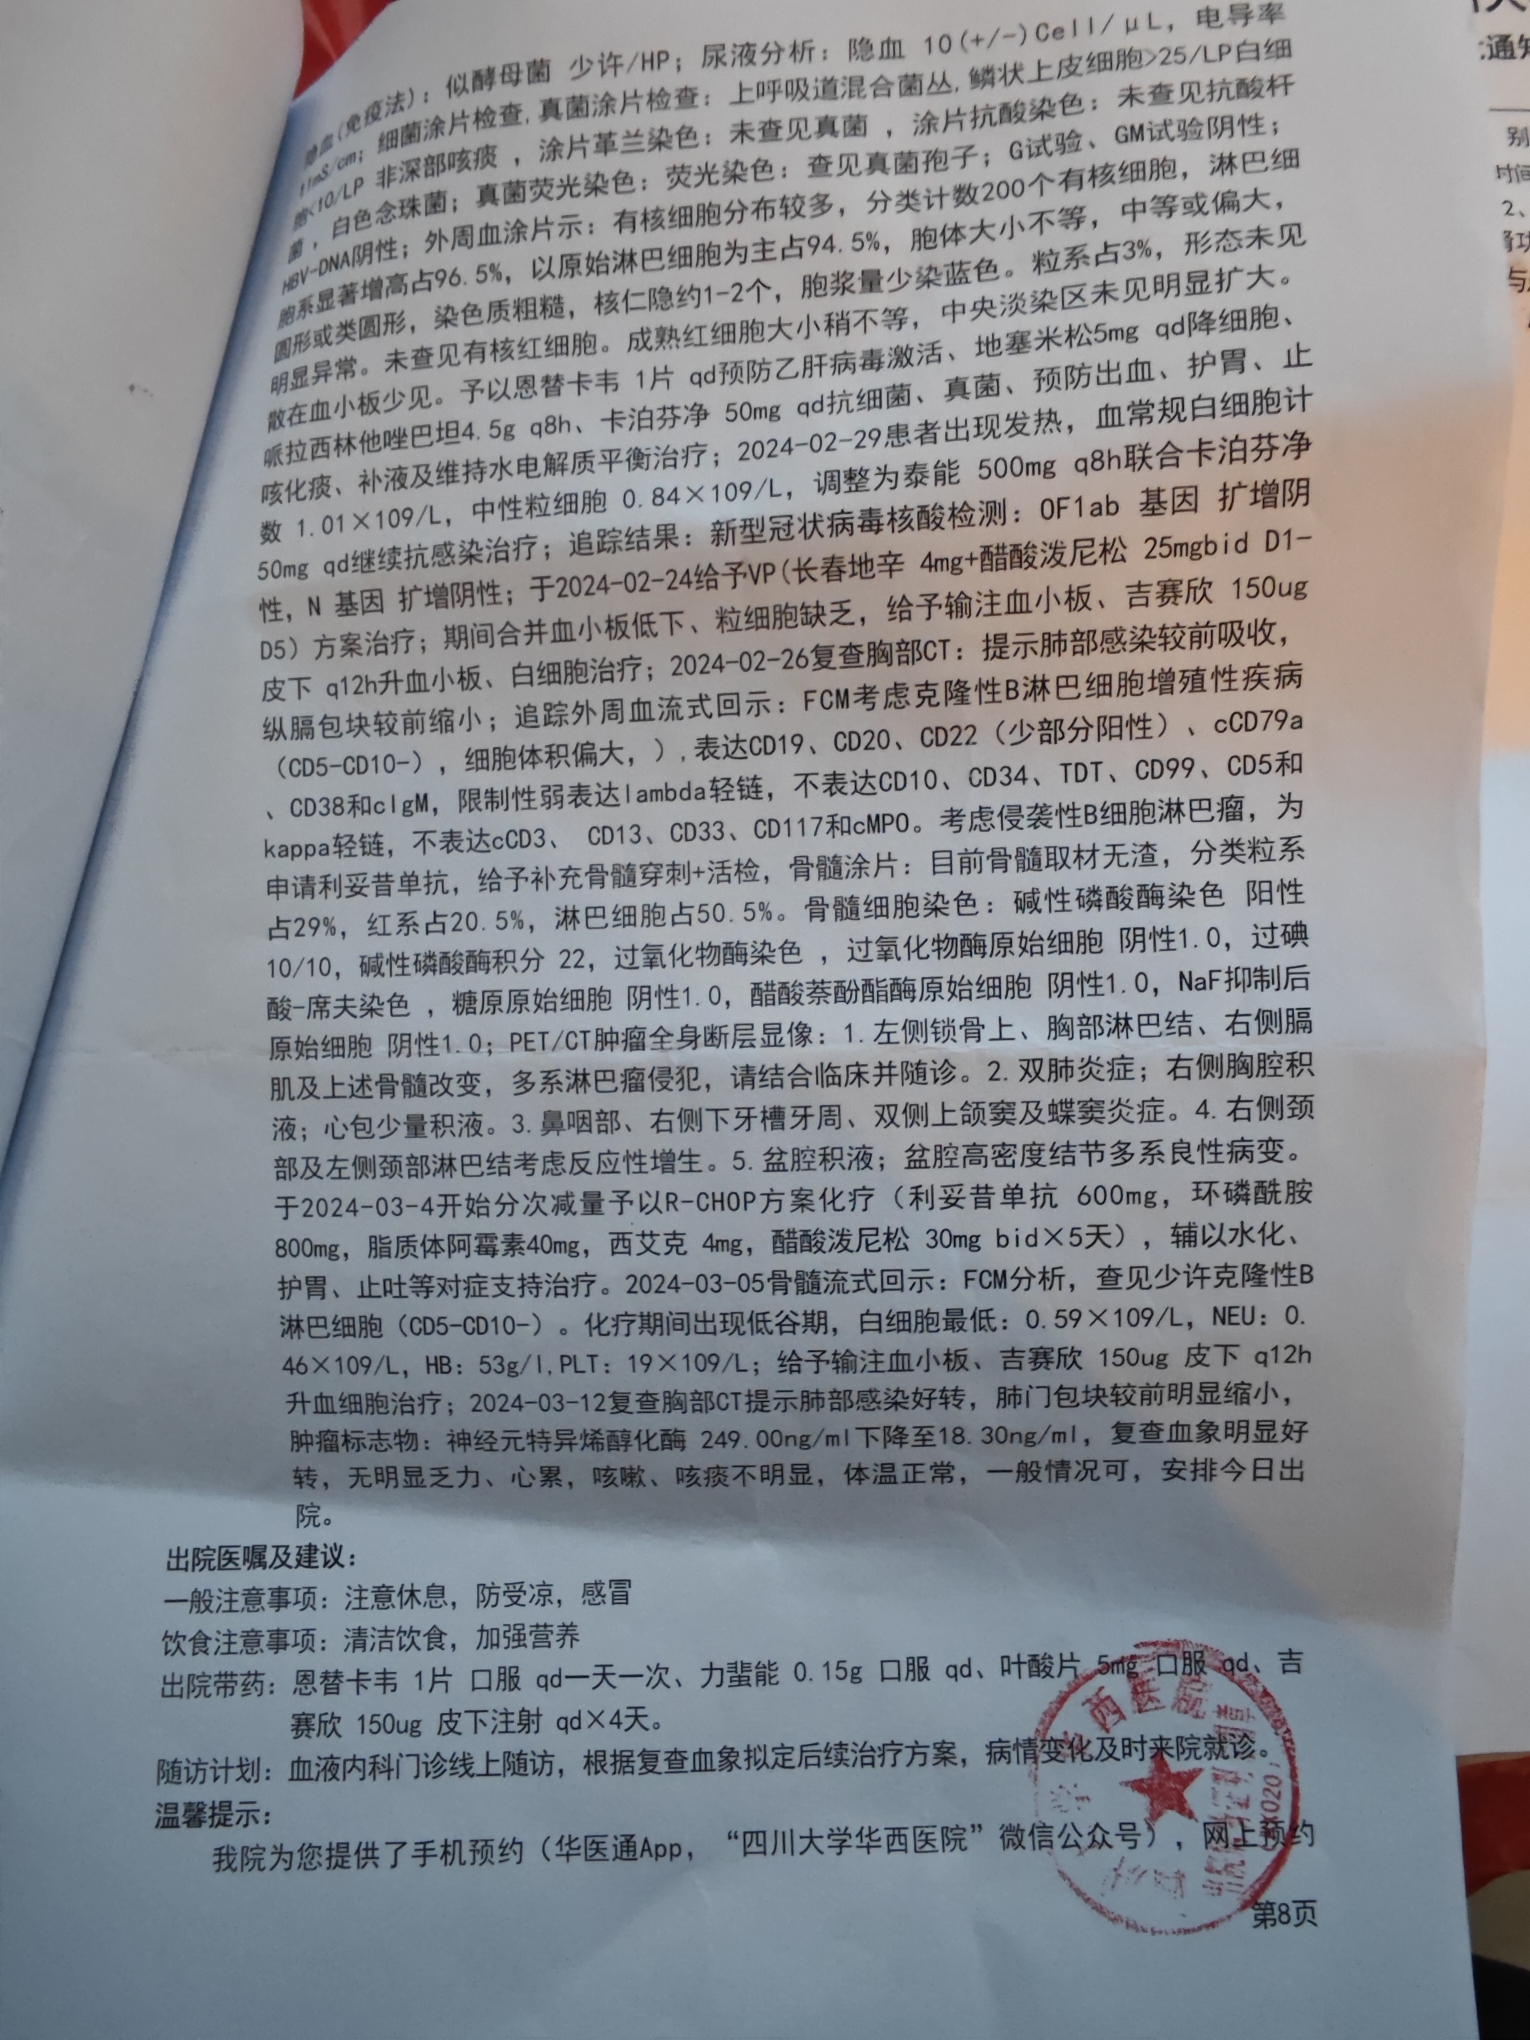 隐血(免疫法)：似酵母菌 少许/HP；尿液分析：隐血 10(+/-)Cell/μL，电导率
11mS/cm；细菌涂片检查,真菌涂片检查：上呼吸道混合菌丛,鳞状上皮细胞>25/LP白细
胞<10/LP 非深部咳痰 ，涂片革兰染色：未查见真菌 ，涂片抗酸染色：未查见抗酸杆
菌 ，白色念珠菌；真菌荧光染色：荧光染色：查见真菌孢子；G试验、GM试验阴性；
HBV-DNA阴性；外周血涂片示：有核细胞分布较多，分类计数200个有核细胞，淋巴细
胞系显著增高占96.5%，以原始淋巴细胞为主占94.5%，胞体大小不等，中等或偏大，
圆形或类圆形，染色质粗糙，核仁隐约1-2个，胞浆量少染蓝色。粒系占3%，形态未见
明显异常。未查见有核红细胞。成熟红细胞大小稍不等，中央淡染区未见明显扩大。
散在血小板少见。予以恩替卡韦 1片 qd预防乙肝病毒激活、地塞米松5mg qd降细胞、
哌拉西林他唑巴坦4.5g q8h、卡泊芬净 50mg qd抗细菌、真菌、预防出血、护胃、止
咳化痰、补液及维持水电解质平衡治疗；2024-02-29患者出现发热，血常规白细胞计
数 1.01×109/L，中性粒细胞 0.84×109/L，调整为泰能 500mg q8h联合卡泊芬净
50mg qd继续抗感染治疗；追踪结果：新型冠状病毒核酸检测：OF1ab 基因 扩增阴
性，N 基因 扩增阴性；于2024-02-24给予VP(长春地辛 4mg+醋酸泼尼松 25mgbid D1-
D5）方案治疗；期间合并血小板低下、粒细胞缺乏，给予输注血小板、吉赛欣 150ug
皮下 q12h升血小板、白细胞治疗；2024-02-26复查胸部CT：提示肺部感染较前吸收，
纵膈包块较前缩小；追踪外周血流式回示：FCM考虑克隆性B淋巴细胞增殖性疾病
（CD5-CD10-），细胞体积偏大，）,表达CD19、CD20、CD22（少部分阳性）、cCD79a
、CD38和cIgM，限制性弱表达lambda轻链，不表达CD10、CD34、TDT、CD99、CD5和
kappa轻链，不表达cCD3、 CD13、CD33、CD117和cMPO。考虑侵袭性B细胞淋巴瘤，为
申请利妥昔单抗，给予补充骨髓穿刺+活检，骨髓涂片：目前骨髓取材无渣，分类粒系
占29%，红系占20.5%，淋巴细胞占50.5%。骨髓细胞染色：碱性磷酸酶染色 阳性
10/10，碱性磷酸酶积分 22，过氧化物酶染色 ，过氧化物酶原始细胞 阴性1.0，过碘
酸-席夫染色 ，糖原原始细胞 阴性1.0，醋酸萘酚酯酶原始细胞 阴性1.0，NaF抑制后
原始细胞 阴性1.0；PET/CT肿瘤全身断层显像：1.左侧锁骨上、胸部淋巴结、右侧膈
肌及上述骨髓改变，多系淋巴瘤侵犯，请结合临床并随诊。2.双肺炎症；右侧胸腔积
液；心包少量积液。3.鼻咽部、右侧下牙槽牙周、双侧上颌窦及蝶窦炎症。4.右侧颈
部及左侧颈部淋巴结考虑反应性增生。5.盆腔积液；盆腔高密度结节多系良性病变。
于2024-03-4开始分次减量予以R-CHOP方案化疗（利妥昔单抗 600mg，环磷酰胺
800mg，脂质体阿霉素40mg，西艾克 4mg，醋酸泼尼松 30mg bid×5天），辅以水化、
护胃、止吐等对症支持治疗。2024-03-05骨髓流式回示：FCM分析，查见少许克隆性B
淋巴细胞（CD5-CD10-）。化疗期间出现低谷期，白细胞最低：0.59×109/L，NEU：0.
46×109/L，HB：53g/l,PLT：19×109/L；给予输注血小板、吉赛欣 150ug 皮下 q12h
升血细胞治疗；2024-03-12复查胸部CT提示肺部感染好转，肺门包块较前明显缩小，
肿瘤标志物：神经元特异烯醇化酶 249.00ng/ml下降至18.30ng/ml，复查血象明显好
转，无明显乏力、心累，咳嗽、咳痰不明显，体温正常，一般情况可，安排今日出
院。
出院医嘱及建议：
一般注意事项：注意休息，防受凉，感冒
饮食注意事项：清洁饮食，加强营养
出院带药：恩替卡韦 1片 口服 qd一天一次、力蜚能 0.15g 口服 qd、叶酸片 5mg 口服 qd、吉
赛欣 150ug 皮下注射 qd×4天。
随访计划：血液内科门诊线上随访，根据复查血象拟定后续治疗方案，病情变化及时来院就诊。
温馨提示：
我院为您提供了手机预约（华医通App，“四川大学华西医院”微信公众号），网上预约
第8页
华西医院
通知
别
时间
2、
与